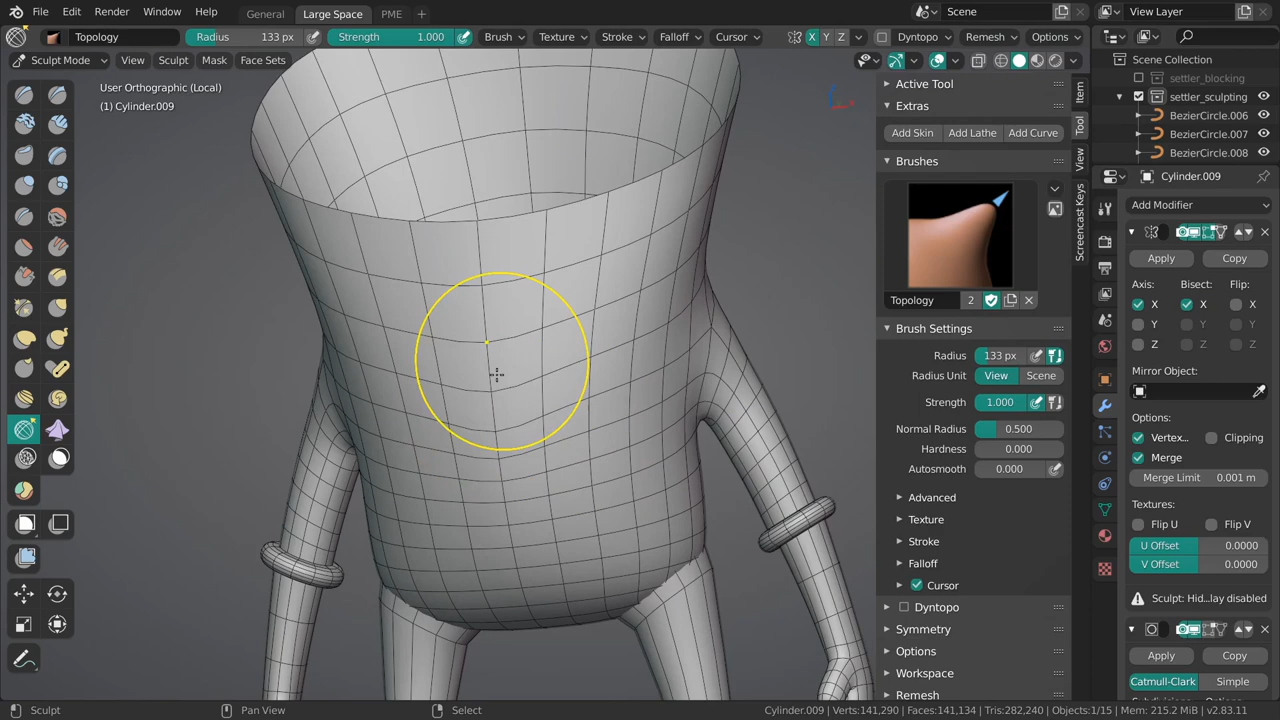 File Edit Render Window Help General Large Space PME + Scene View Layer
Topology Radius 133 px Strength 1.000 Brush Texture Stroke Falloff Cursor X Y Z Dyntopo Remesh Options
Sculpt Mode View Sculpt Mask Face Sets
User Orthographic (Local)
(1) Cylinder.009
Active Tool
Extras
Add Skin Add Lathe Add Curve
Brushes
Topology 2
Brush Settings
Radius 133 px
Radius Unit View Scene
Strength 1.000
Normal Radius 0.500
Hardness 0.000
Autosmooth 0.000
Advanced
Texture
Stroke
Falloff
Cursor
Dyntopo
Symmetry
Options
Workspace
Remesh
Item
Tool
View
Screencast Keys
Scene Collection
settler_blocking
settler_sculpting
BezierCircle.006
BezierCircle.007
BezierCircle.008
Cylinder.009
Add Modifier
Apply Copy
Axis: Bisect: Flip:
X X X
Y Y Y
Z Z Z
Mirror Object:
Options:
Vertex... Clipping
Merge
Merge Limit 0.001 m
Textures:
Flip U Flip V
U Offset 0.0000
V Offset 0.0000
Sculpt: Hid...lay disabled
Apply Copy
Catmull-Clark Simple
Sculpt Pan View Select Cylinder.009 | Verts:141,290 | Faces:141,134 | Tris:282,240 | Objects:1/15 | Mem: 215.2 MiB | v2.83.11